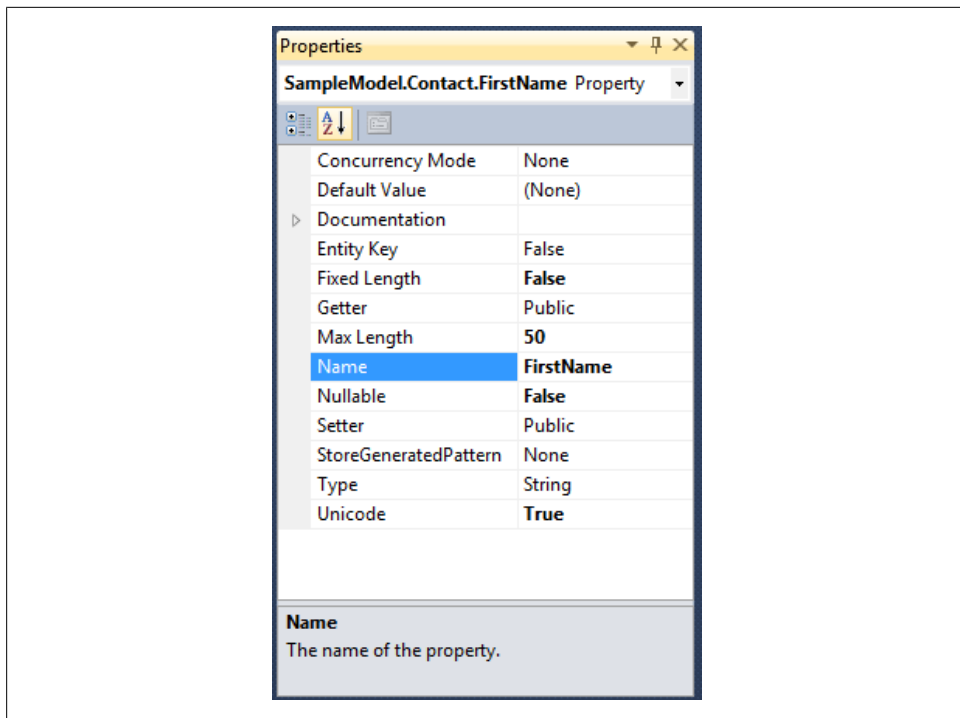 Properties
SampleModel.Contact.FirstName Property
Concurrency Mode None
Default Value (None)
Documentation
Entity Key False
Fixed Length False
Getter Public
Max Length 50
Name FirstName
Nullable False
Setter Public
StoreGeneratedPattern None
Type String
Unicode True
Name
The name of the property.